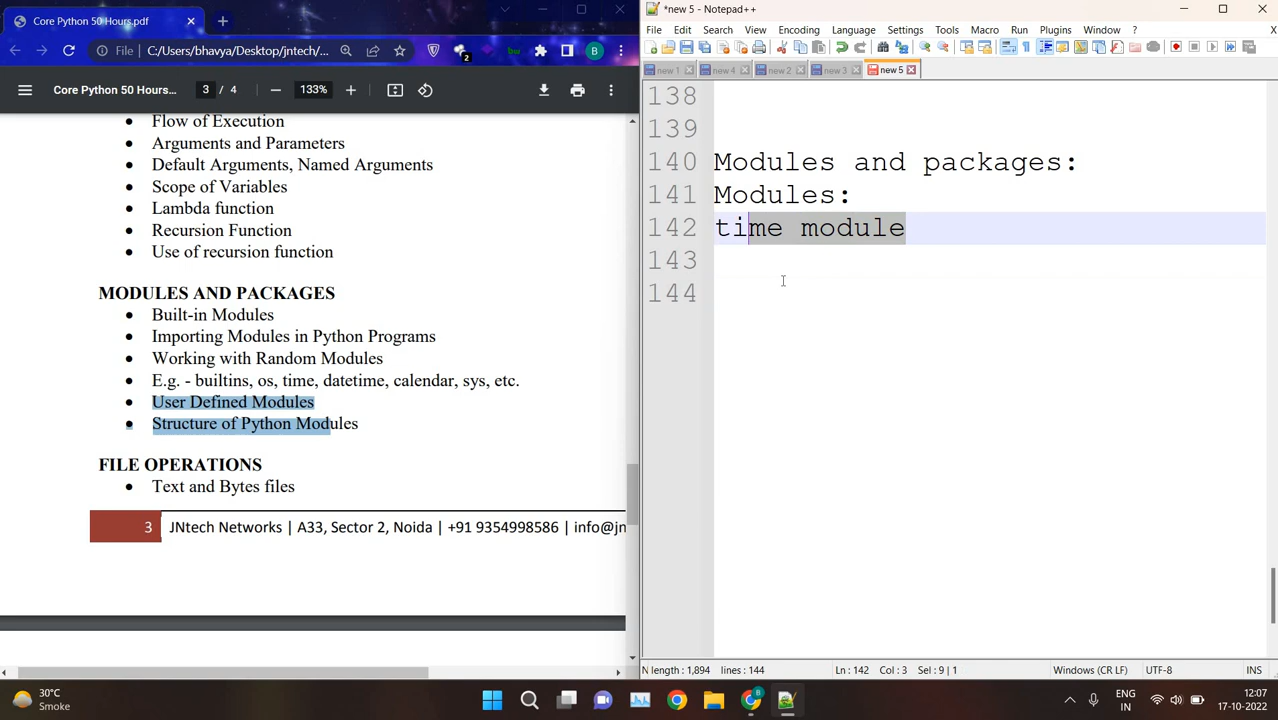 Core Python 50 Hours.pdf
*new 5 - Notepad++
File
C:/Users/bhavya/Desktop/jntech/...
2
B
File Edit Search View Encoding Language Settings Tools Macro Run Plugins Window ?
X
Core Python 50 Hours...
3 / 4
133%
new 1
new 4
new 2
new 3
new 5
• Flow of Execution
• Arguments and Parameters
• Default Arguments, Named Arguments
• Scope of Variables
• Lambda function
• Recursion Function
• Use of recursion function
MODULES AND PACKAGES
• Built-in Modules
• Importing Modules in Python Programs
• Working with Random Modules
• E.g. - builtins, os, time, datetime, calendar, sys, etc.
• User Defined Modules
• Structure of Python Modules
FILE OPERATIONS
• Text and Bytes files
3 JNtech Networks | A33, Sector 2, Noida | +91 9354998586 | info@jn
138
139
140 Modules and packages:
141 Modules:
142 time module
143
144
N length : 1,894 lines : 144 Ln : 142 Col : 3 Sel : 9 | 1 Windows (CR LF) UTF-8 INS
30°C
Smoke
B
ENG
IN
12:07
17-10-2022